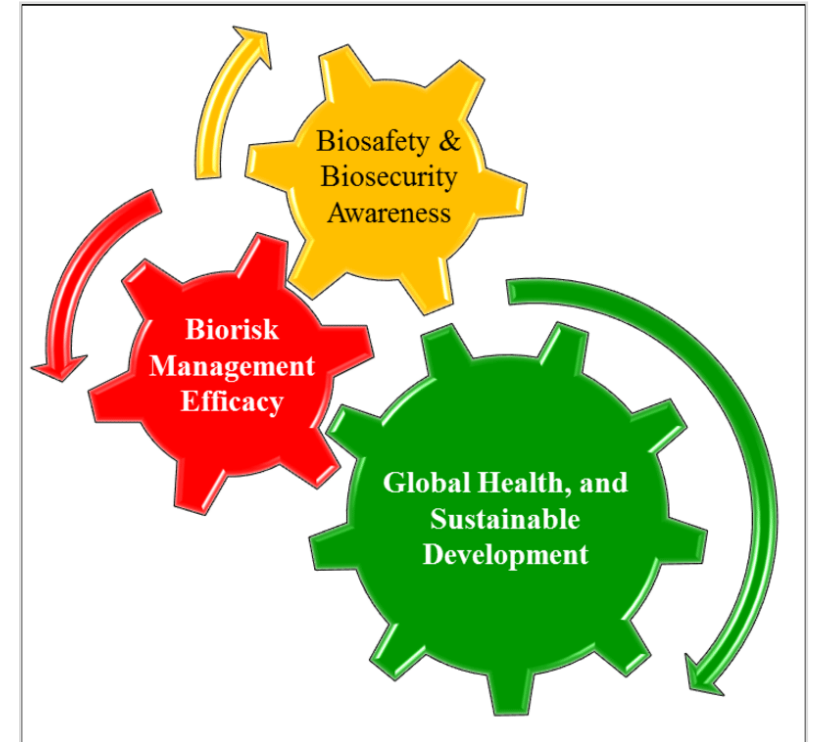 Biosafety &
Biosecurity
Awareness
Biorisk
Management
Efficacy
Global Health, and
Sustainable
Development